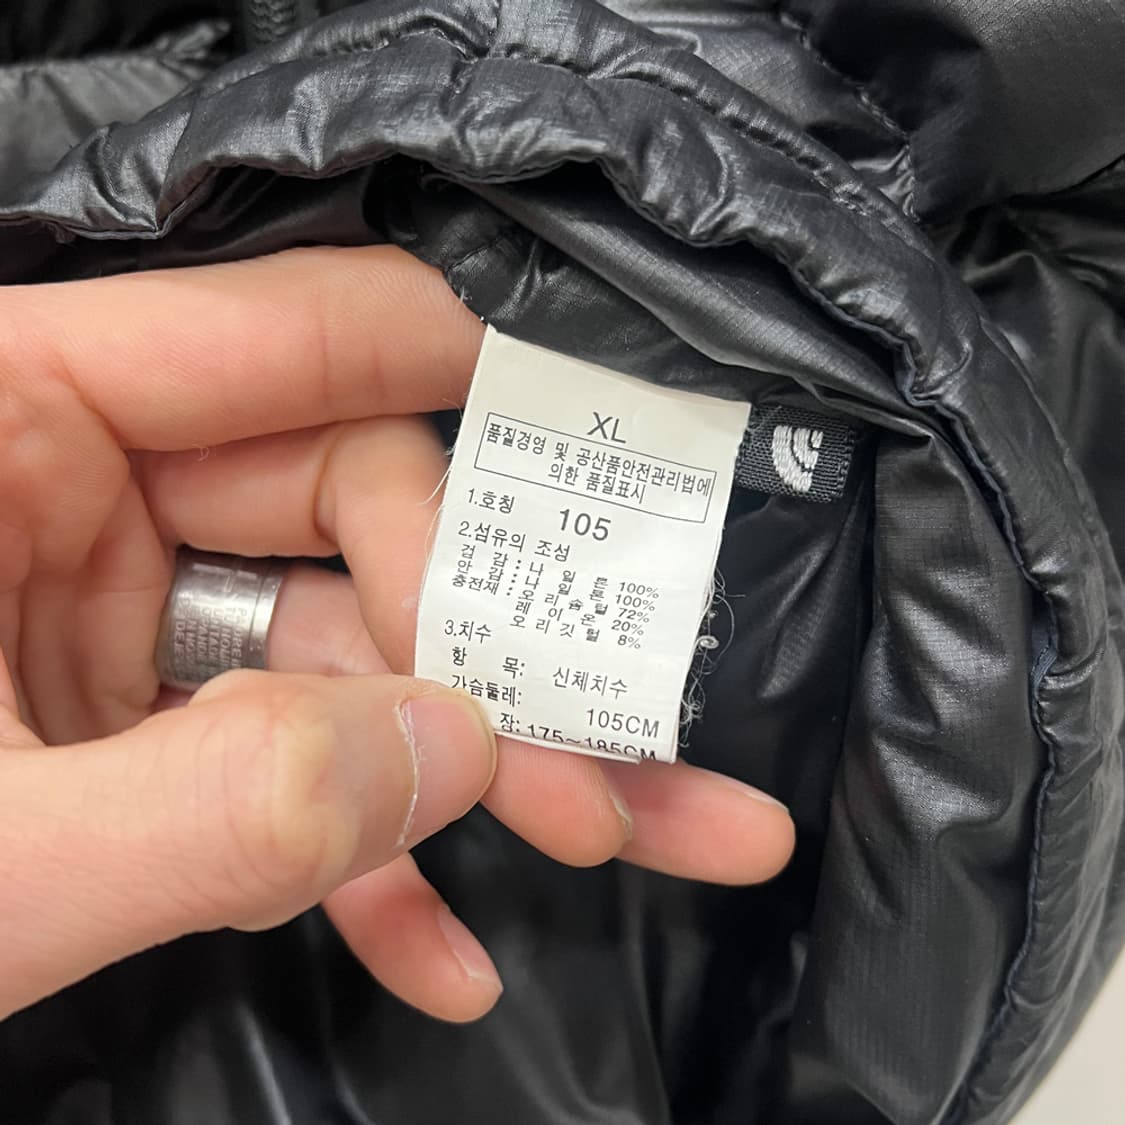 XL
품질경영 및 공산품안전관리법에
의한 품질표시
1.호칭 105
2.섬유의 조성
겉 감 : 나 일 론 100%
안 감 : 나 일 론 100%
충전재 : 오 리 솜 털 72%
레 이 온 20%
오 리 깃 털 8%
3.치수
항 목: 신체치수
가슴둘레: 105CM
장: 175~185CM